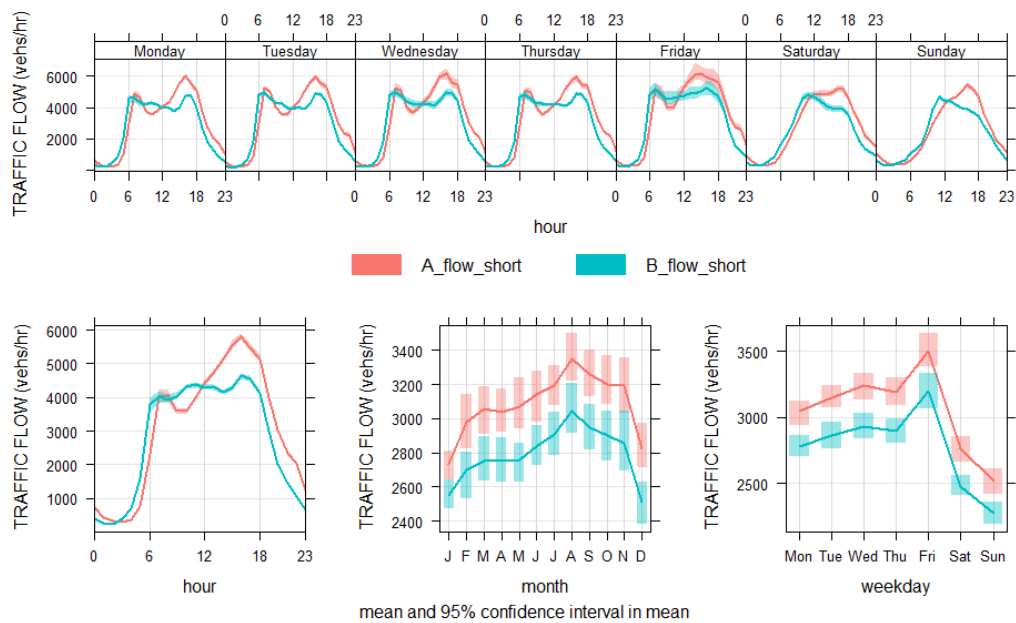 0 6 12 18 23 0 6 12 18 23 0 6 12 18 23
Monday Tuesday Wednesday Thursday Friday Saturday Sunday
TRAFFIC FLOW (vehs/hr)
6000
4000
2000
0 6 12 18 23 0 6 12 18 23 0 6 12 18 23 0 6 12 18 23
hour
A_flow_short B_flow_short
TRAFFIC FLOW (vehs/hr)
6000
5000
4000
3000
2000
1000
0 6 12 18 23
hour
TRAFFIC FLOW (vehs/hr)
3400
3200
3000
2800
2600
2400
J F M A M J J A S O N D
month
TRAFFIC FLOW (vehs/hr)
3500
3000
2500
Mon Tue Wed Thu Fri Sat Sun
weekday
mean and 95% confidence interval in mean